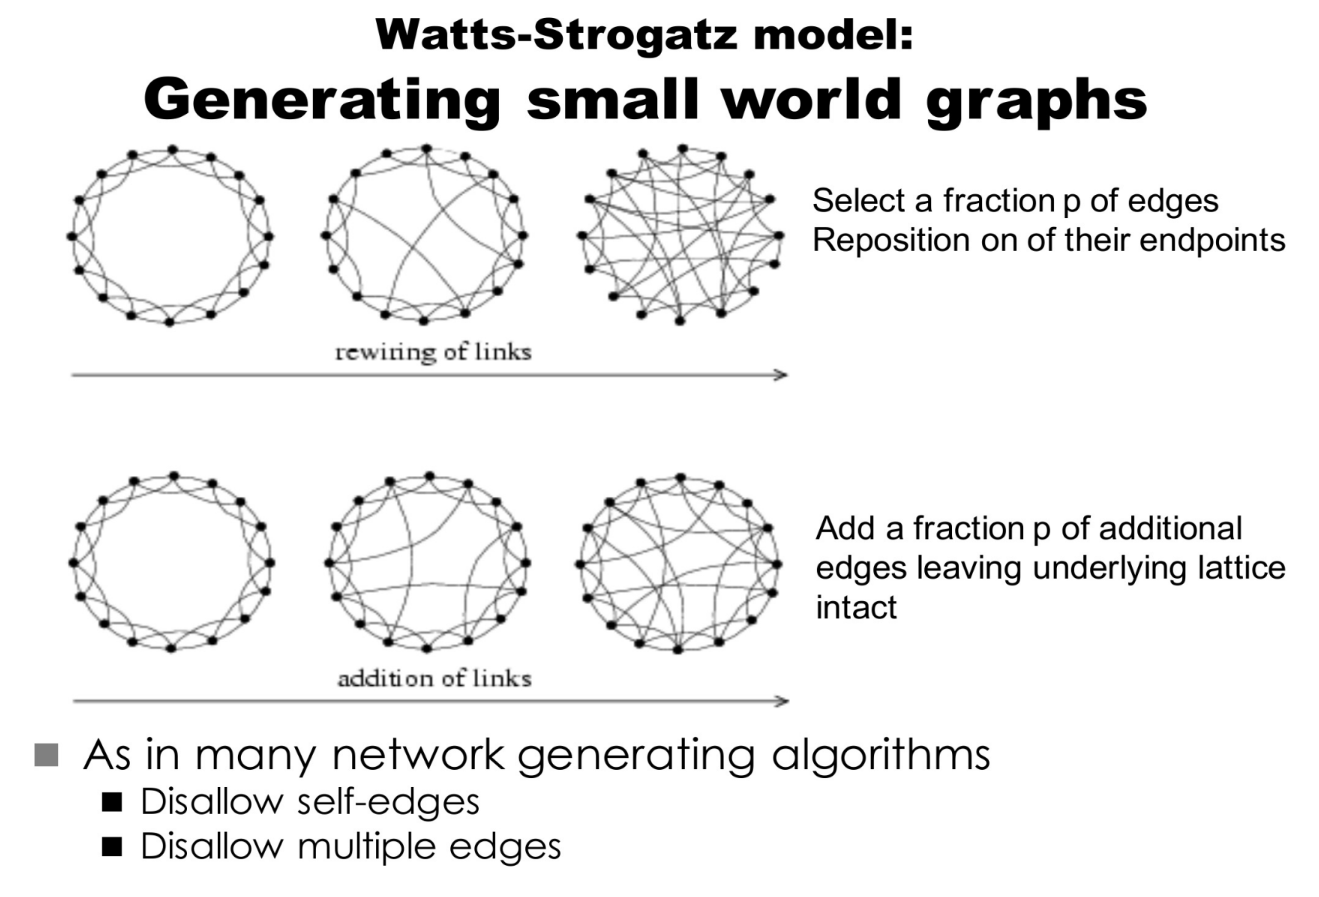 Watts-Strogatz model:
Generating small world graphs
Select a fraction p of edges
Reposition on of their endpoints
rewiring of links
Add a fraction p of additional
edges leaving underlying lattice
intact
addition of links
As in many network generating algorithms
Disallow self-edges
Disallow multiple edges